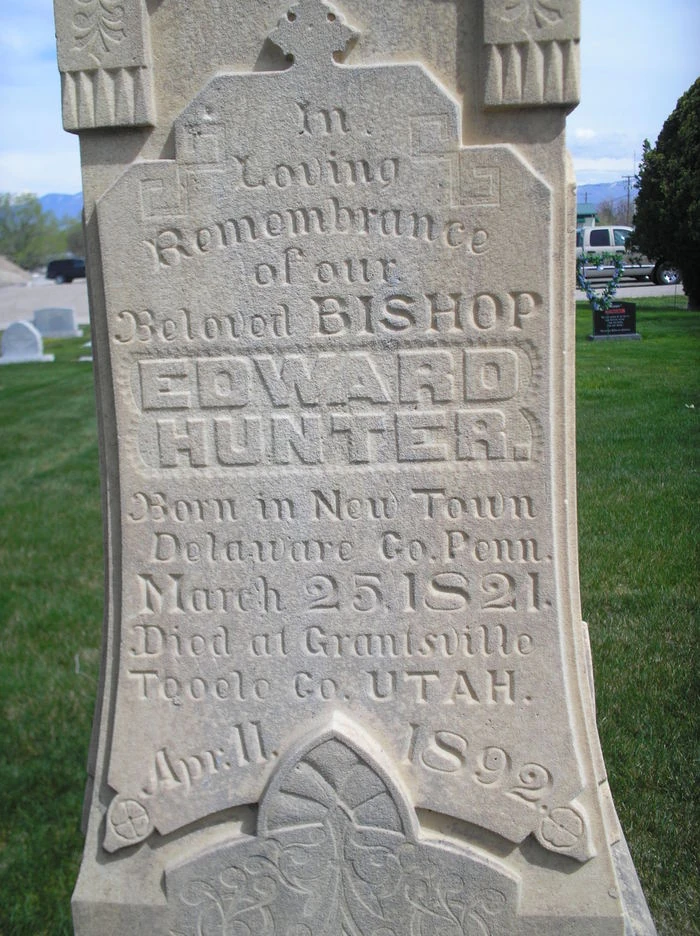 In
Loving
Remembrance
of our
Beloved BISHOP
EDWARD
HUNTER.
Born in New Town
Delaware Co. Penn.
March 25, 1821.
Died at Grantsville
Tooele Co. UTAH.
Apr. 11. 1892.